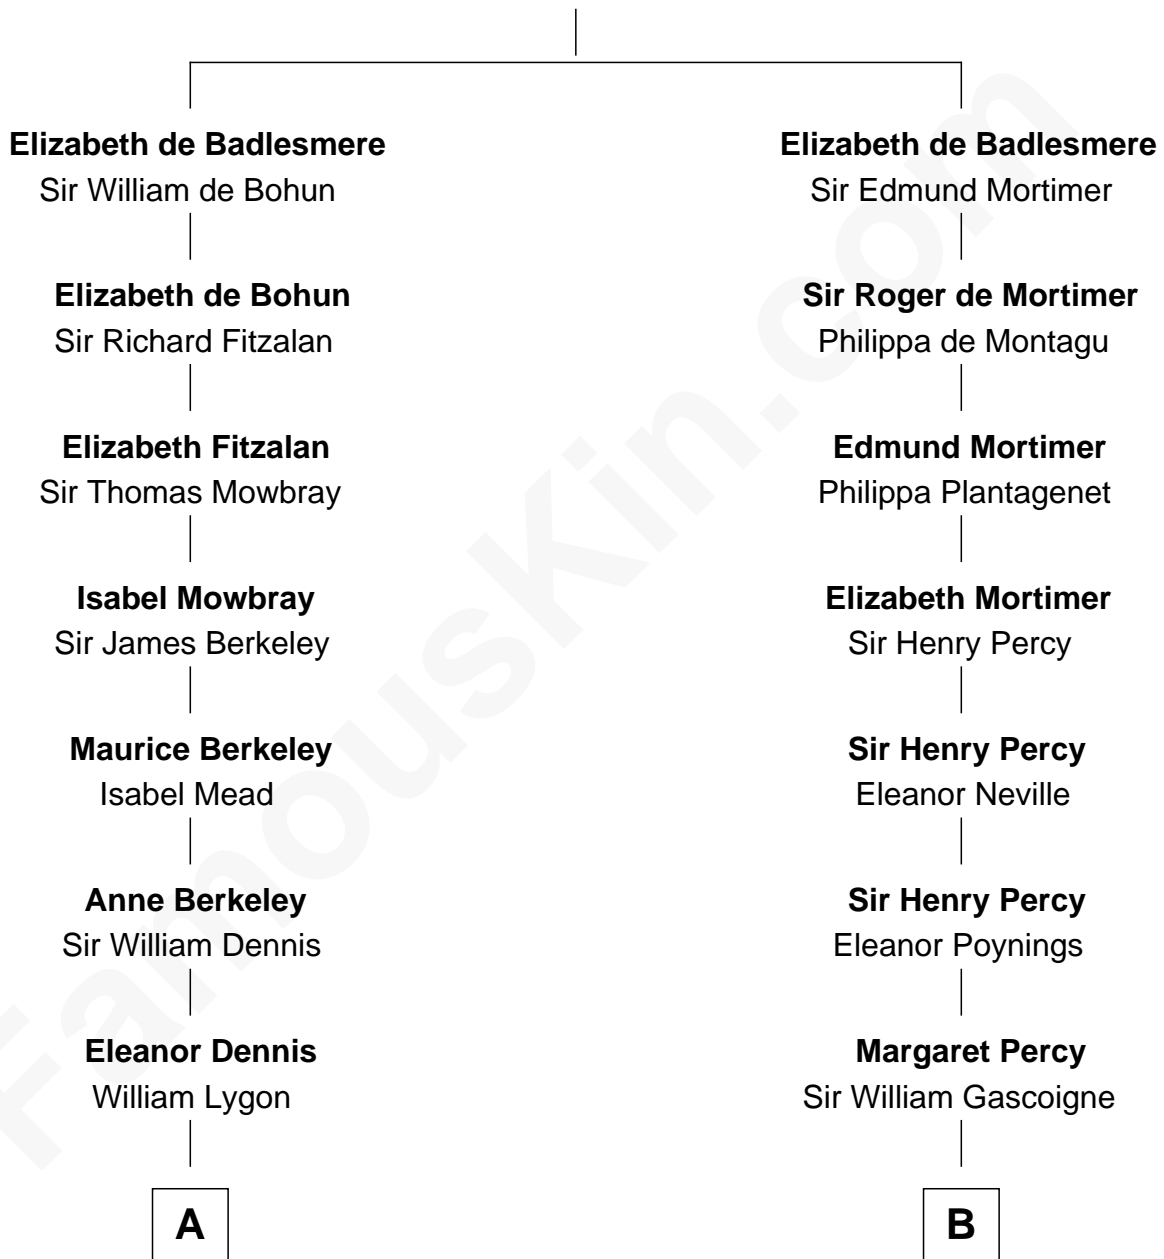 Elizabeth de Badlesmere
Sir William de Bohun
Elizabeth de Bohun
Sir Richard Fitzalan
Elizabeth Fitzalan
Sir Thomas Mowbray
Isabel Mowbray
Sir James Berkeley
Maurice Berkeley
Isabel Mead
Anne Berkeley
Sir William Dennis
Eleanor Dennis
William Lygon
A
Elizabeth de Badlesmere
Sir Edmund Mortimer
Sir Roger de Mortimer
Philippa de Montagu
Edmund Mortimer
Philippa Plantagenet
Elizabeth Mortimer
Sir Henry Percy
Sir Henry Percy
Eleanor Neville
Sir Henry Percy
Eleanor Poynings
Margaret Percy
Sir William Gascoigne
B
FamousKin.com